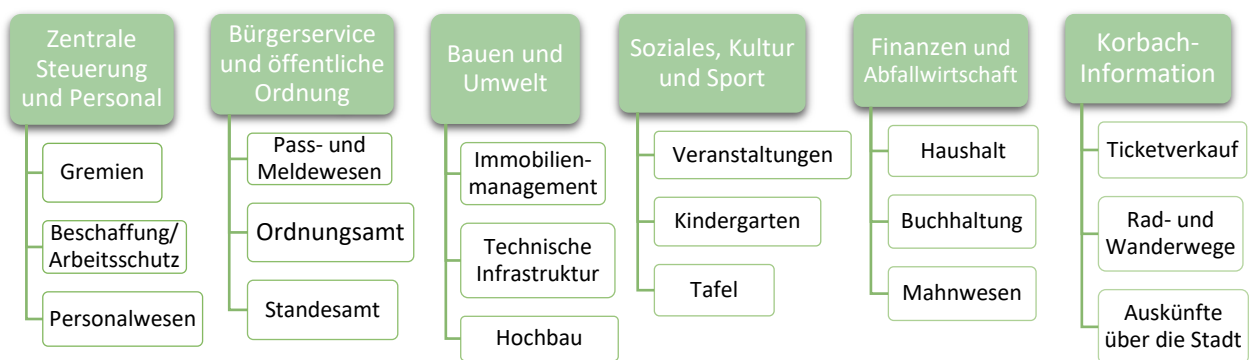 Zentrale
Steuerung
und Personal
Gremien
Beschaffung/
Arbeitsschutz
Personalwesen
Bürgerservice
und öffentliche
Ordnung
Pass- und
Meldewesen
Ordnungsamt
Standesamt
Bauen und
Umwelt
Immobilien-
management
Technische
Infrastruktur
Hochbau
Soziales, Kultur
und Sport
Veranstaltungen
Kindergarten
Tafel
Finanzen und
Abfallwirtschaft
Haushalt
Buchhaltung
Mahnwesen
Korbach-
Information
Ticketverkauf
Rad- und
Wanderwege
Auskünfte
über die Stadt